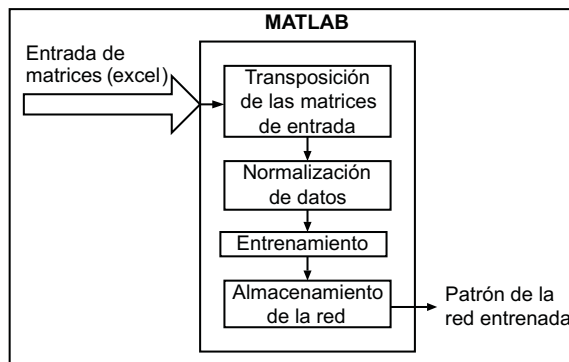 MATLAB
Entrada de
matrices (excel)
Transposición
de las matrices
de entrada
Normalización
de datos
Entrenamiento
Almacenamiento
de la red
Patrón de la
red entrenada